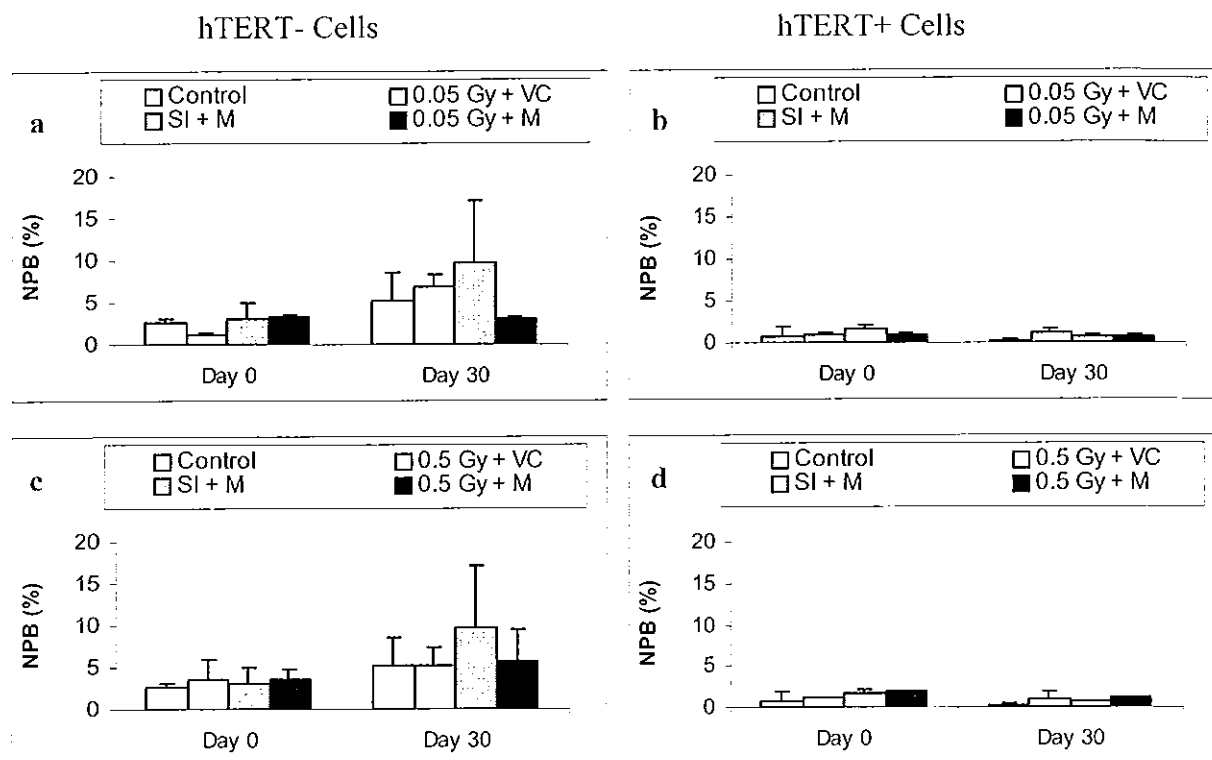 hTERT- Cells
hTERT+ Cells
a
Control
0.05 Gy + VC
SI + M
0.05 Gy + M
NPB (%)
20
15
10
5
0
Day 0
Day 30
b
Control
0.05 Gy + VC
SI + M
0.05 Gy + M
NPB (%)
20
15
10
5
0
Day 0
Day 30
c
Control
0.5 Gy + VC
SI + M
0.5 Gy + M
NPB (%)
20
15
10
5
0
Day 0
Day 30
d
Control
0.5 Gy + VC
SI + M
0.5 Gy + M
NPB (%)
20
15
10
5
0
Day 0
Day 30